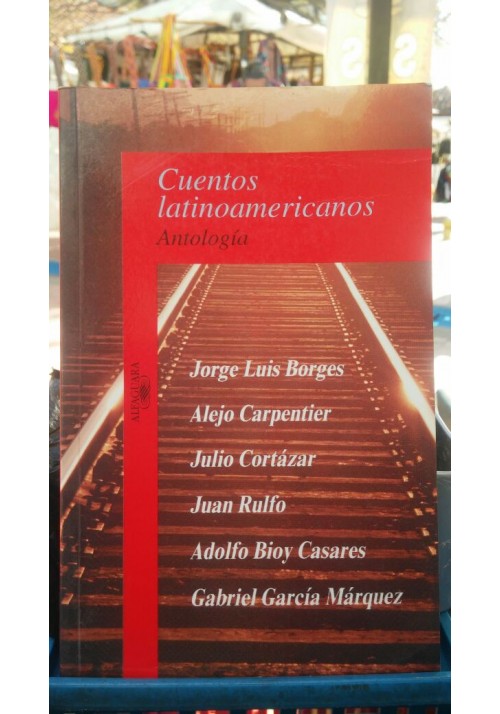 Cuentos
latinoamericanos
Antología
Jorge Luis Borges
Alejo Carpentier
Julio Cortázar
Juan Rulfo
Adolfo Bioy Casares
Gabriel García Márquez
ALFAGUARA